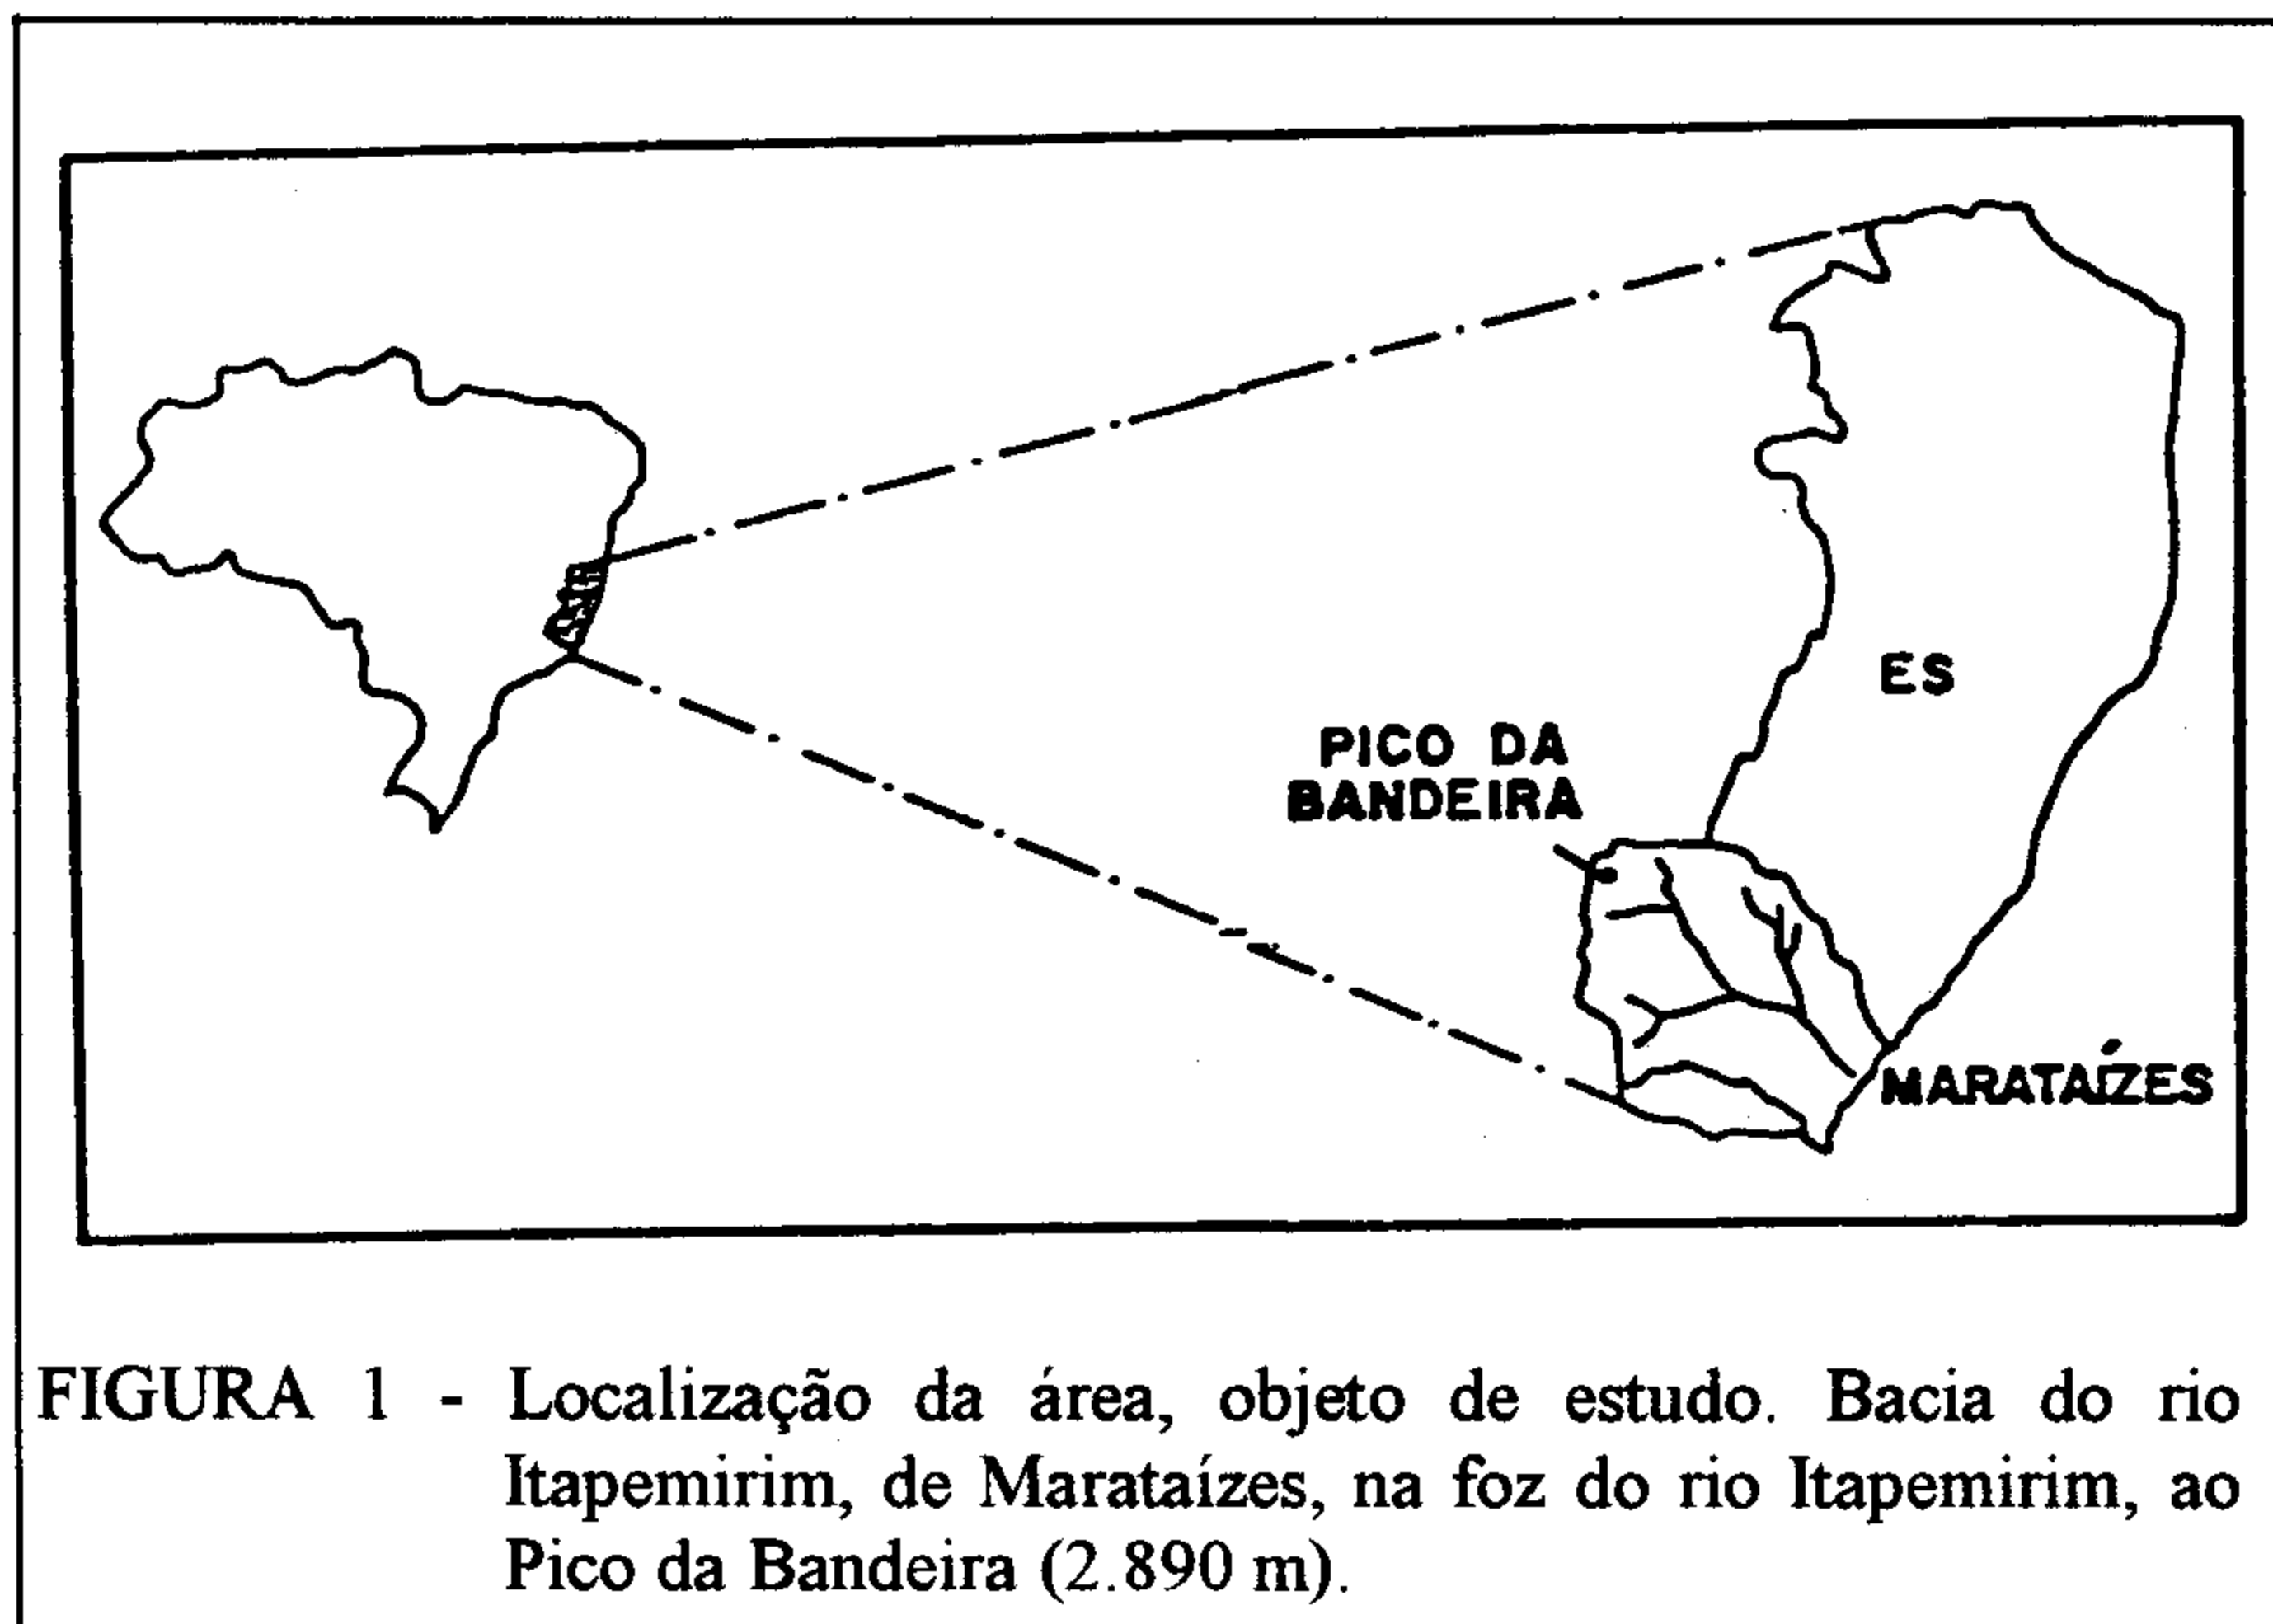 ES
PICO DA
BANDEIRA
MARATAÍZES
FIGURA 1 - Localização da área, objeto de estudo. Bacia do rio
Itapemirim, de Marataízes, na foz do rio Itapemirim, ao
Pico da Bandeira (2.890 m).